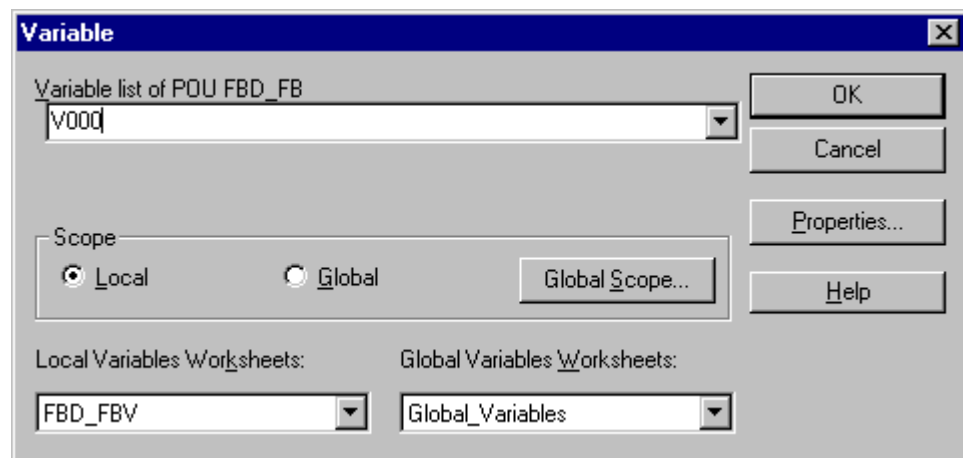 Variable
Variable list of POU FBD_FB
V000
OK
Cancel
Properties...
Help
Scope
Local
Global
Global Scope...
Local Variables Worksheets:
Global Variables Worksheets:
FBD_FBV
Global_Variables